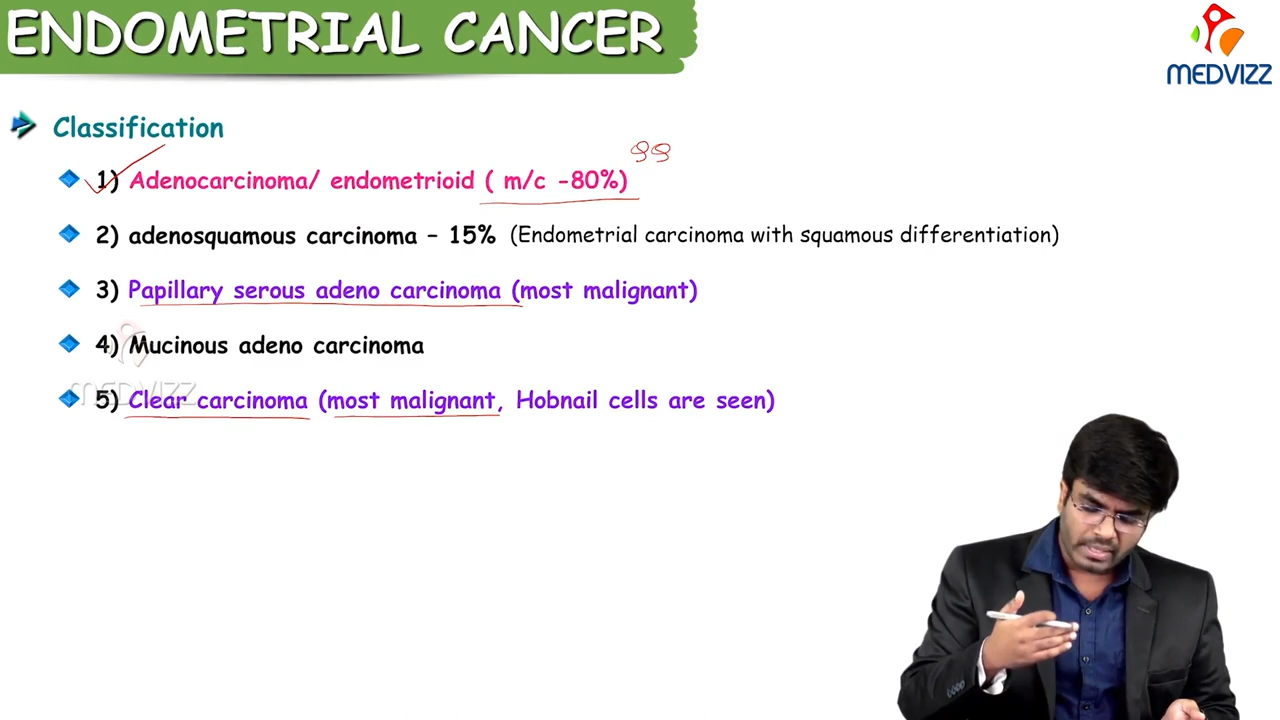 ENDOMETRIAL CANCER
MEDVIZZ
Classification
1) Adenocarcinoma/ endometrioid ( m/c -80%)
2) adenosquamous carcinoma – 15% (Endometrial carcinoma with squamous differentiation)
3) Papillary serous adeno carcinoma (most malignant)
4) Mucinous adeno carcinoma
MEDVIZZ
5) Clear carcinoma (most malignant, Hobnail cells are seen)